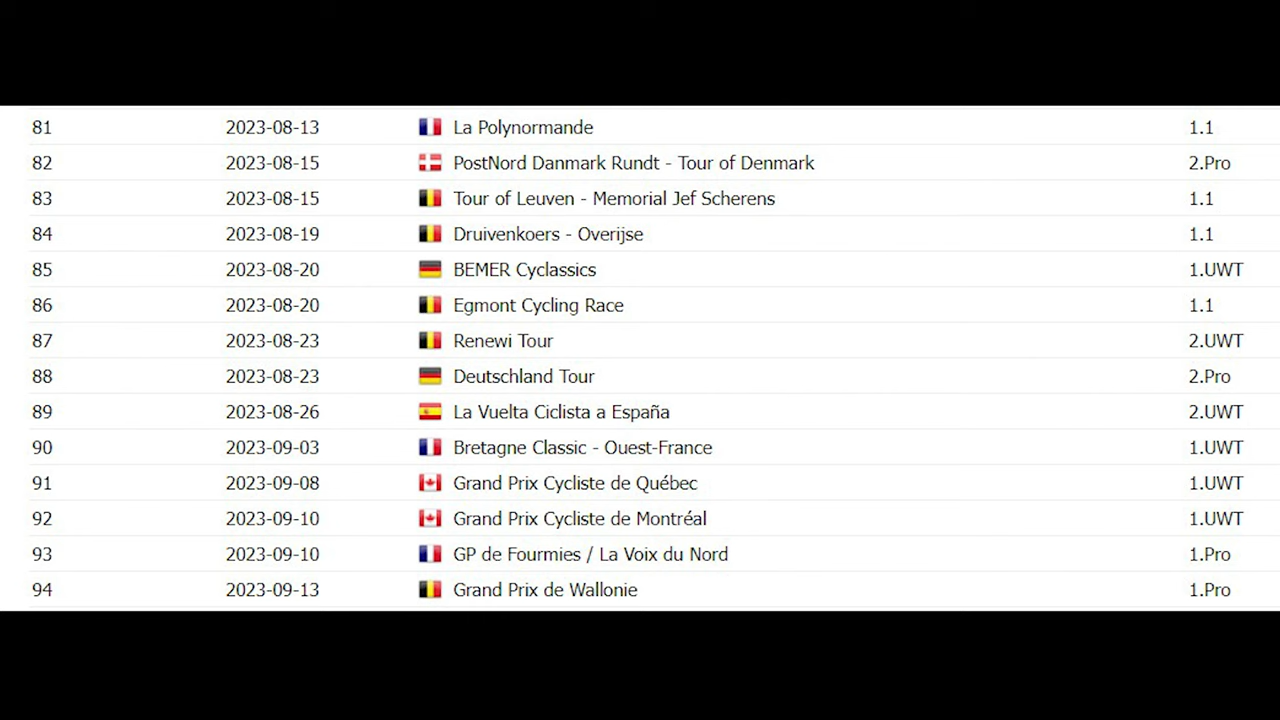 81 2023-08-13 La Polynormande 1.1
82 2023-08-15 PostNord Danmark Rundt - Tour of Denmark 2.Pro
83 2023-08-15 Tour of Leuven - Memorial Jef Scherens 1.1
84 2023-08-19 Druivenkoers - Overijse 1.1
85 2023-08-20 BEMER Cyclassics 1.UWT
86 2023-08-20 Egmont Cycling Race 1.1
87 2023-08-23 Renewi Tour 2.UWT
88 2023-08-23 Deutschland Tour 2.Pro
89 2023-08-26 La Vuelta Ciclista a España 2.UWT
90 2023-09-03 Bretagne Classic - Ouest-France 1.UWT
91 2023-09-08 Grand Prix Cycliste de Québec 1.UWT
92 2023-09-10 Grand Prix Cycliste de Montréal 1.UWT
93 2023-09-10 GP de Fourmies / La Voix du Nord 1.Pro
94 2023-09-13 Grand Prix de Wallonie 1.Pro